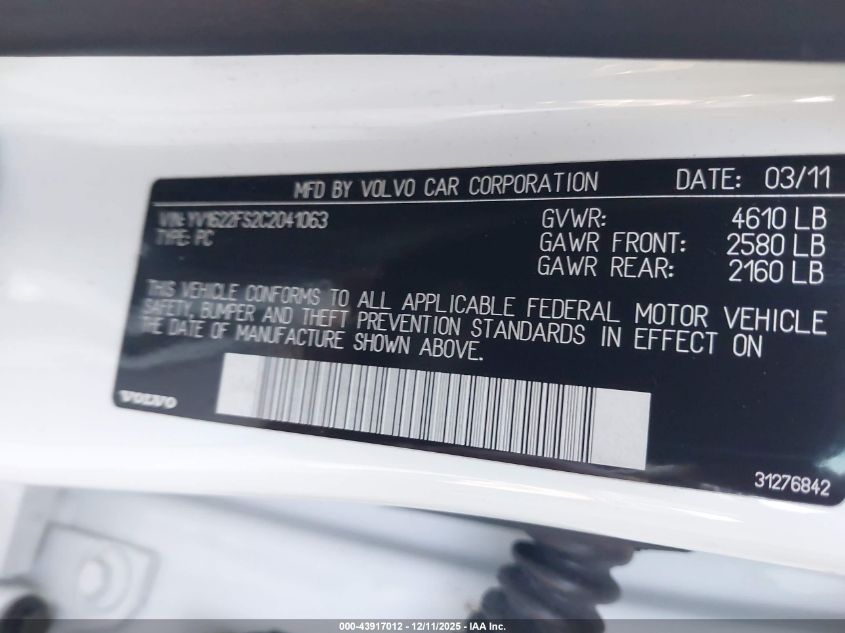 MFD BY VOLVO CAR CORPORATION DATE: 03/11
VIN: YV1622FS2C2041063 GVWR: 4610 LB
TYPE: PC GAWR FRONT: 2580 LB
GAWR REAR: 2160 LB
THIS VEHICLE CONFORMS TO ALL APPLICABLE FEDERAL MOTOR VEHICLE
SAFETY, BUMPER AND THEFT PREVENTION STANDARDS IN EFFECT ON
THE DATE OF MANUFACTURE SHOWN ABOVE.
VOLVO
31276842
000-43917012 - 12/11/2025 - IAA Inc.